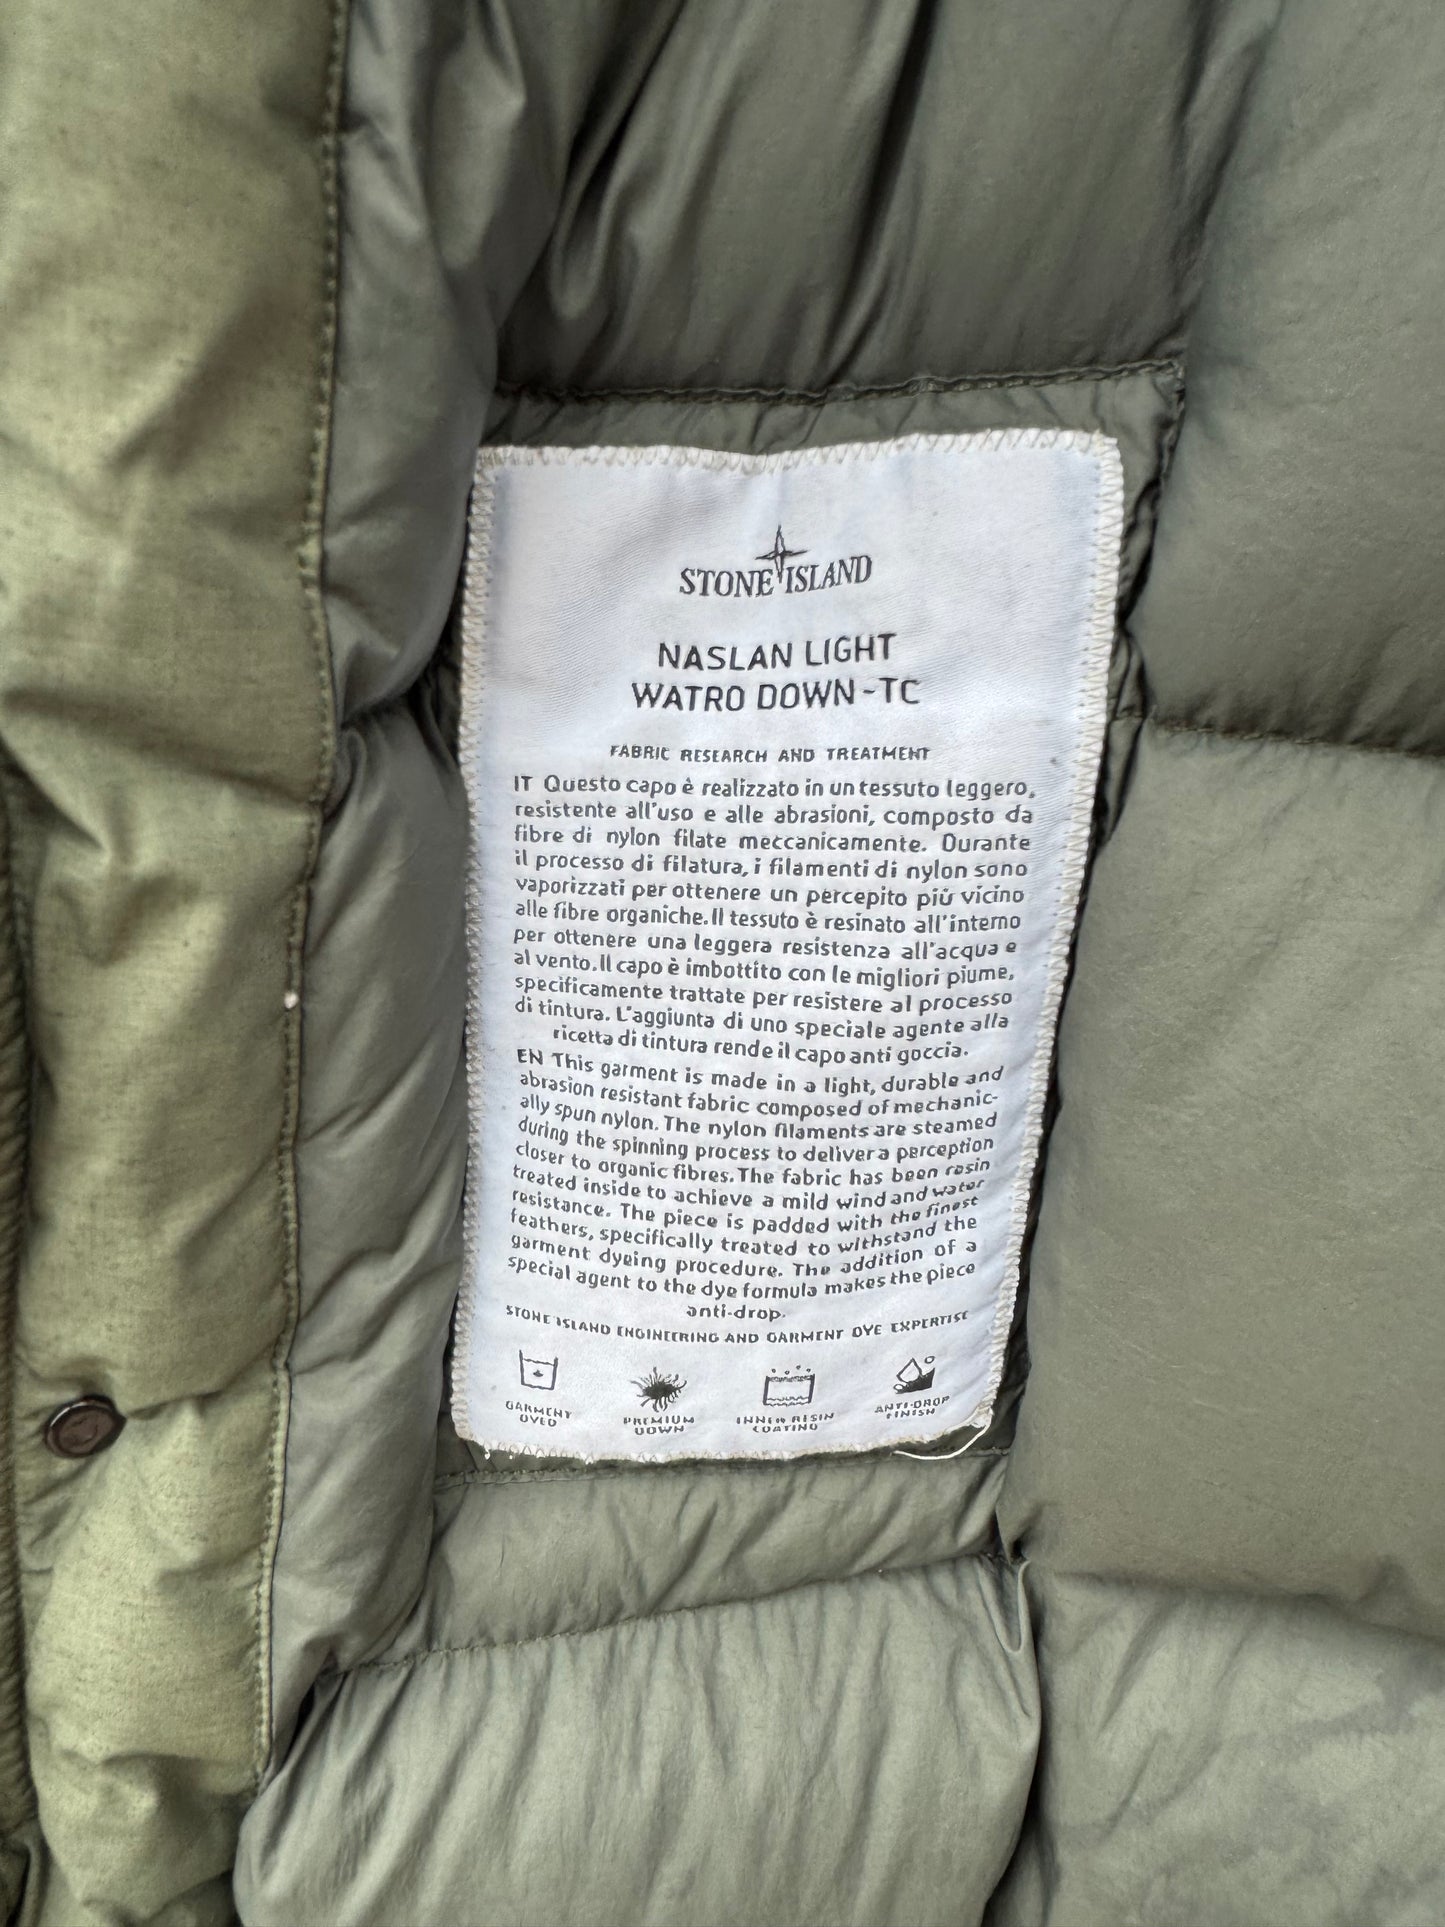 STONE ISLAND
NASLAN LIGHT
WATRO DOWN-TC
FABRIC RESEARCH AND TREATMENT
IT Questo capo è realizzato in un tessuto leggero,
resistente all'uso e alle abrasioni, composto da
fibre di nylon filate meccanicamente. Durante
il processo di filatura, i filamenti di nylon sono
vaporizzati per ottenere un percepito più vicino
alle fibre organiche. Il tessuto è resinato all'interno
per ottenere una leggera resistenza all'acqua e
al vento. Il capo è imbottito con le migliori piume,
specificamente trattate per resistere al processo
di tintura. L'aggiunta di uno speciale agente alla
ricetta di tintura rende il capo anti goccia.
EN This garment is made in a light, durable and
abrasion resistant fabric composed of mechanic-
ally spun nylon. The nylon filaments are steamed
during the spinning process to deliver a perception
closer to organic fibres. The fabric has been resin
treated inside to achieve a mild wind and water
resistance. The piece is padded with the finest
feathers, specifically treated to withstand the
garment dyeing procedure. The addition of a
special agent to the dye formula makes the piece
anti-drop.
STONE ISLAND ENGINEERING AND GARMENT DYE EXPERTISE
GARMENT
DYED
PREMIUM
DOWN
INNER RESIN
COATING
ANTI-DROP
FINISH